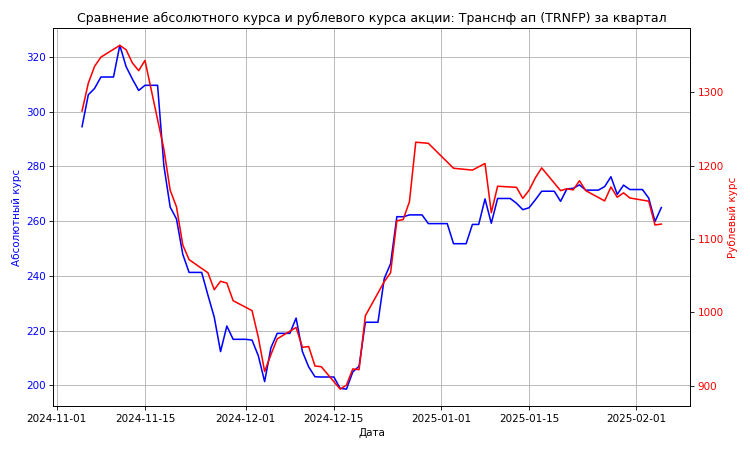 Сравнение абсолютного курса и рублевого курса акции: Транснф ап (TRNFP) за квартал
Абсолютный курс
320
300
280
260
240
220
200
1300
1200
1100
1000
900
Рублевый курс
2024-11-01 2024-11-15 2024-12-01 2024-12-15 2025-01-01 2025-01-15 2025-02-01
Дата